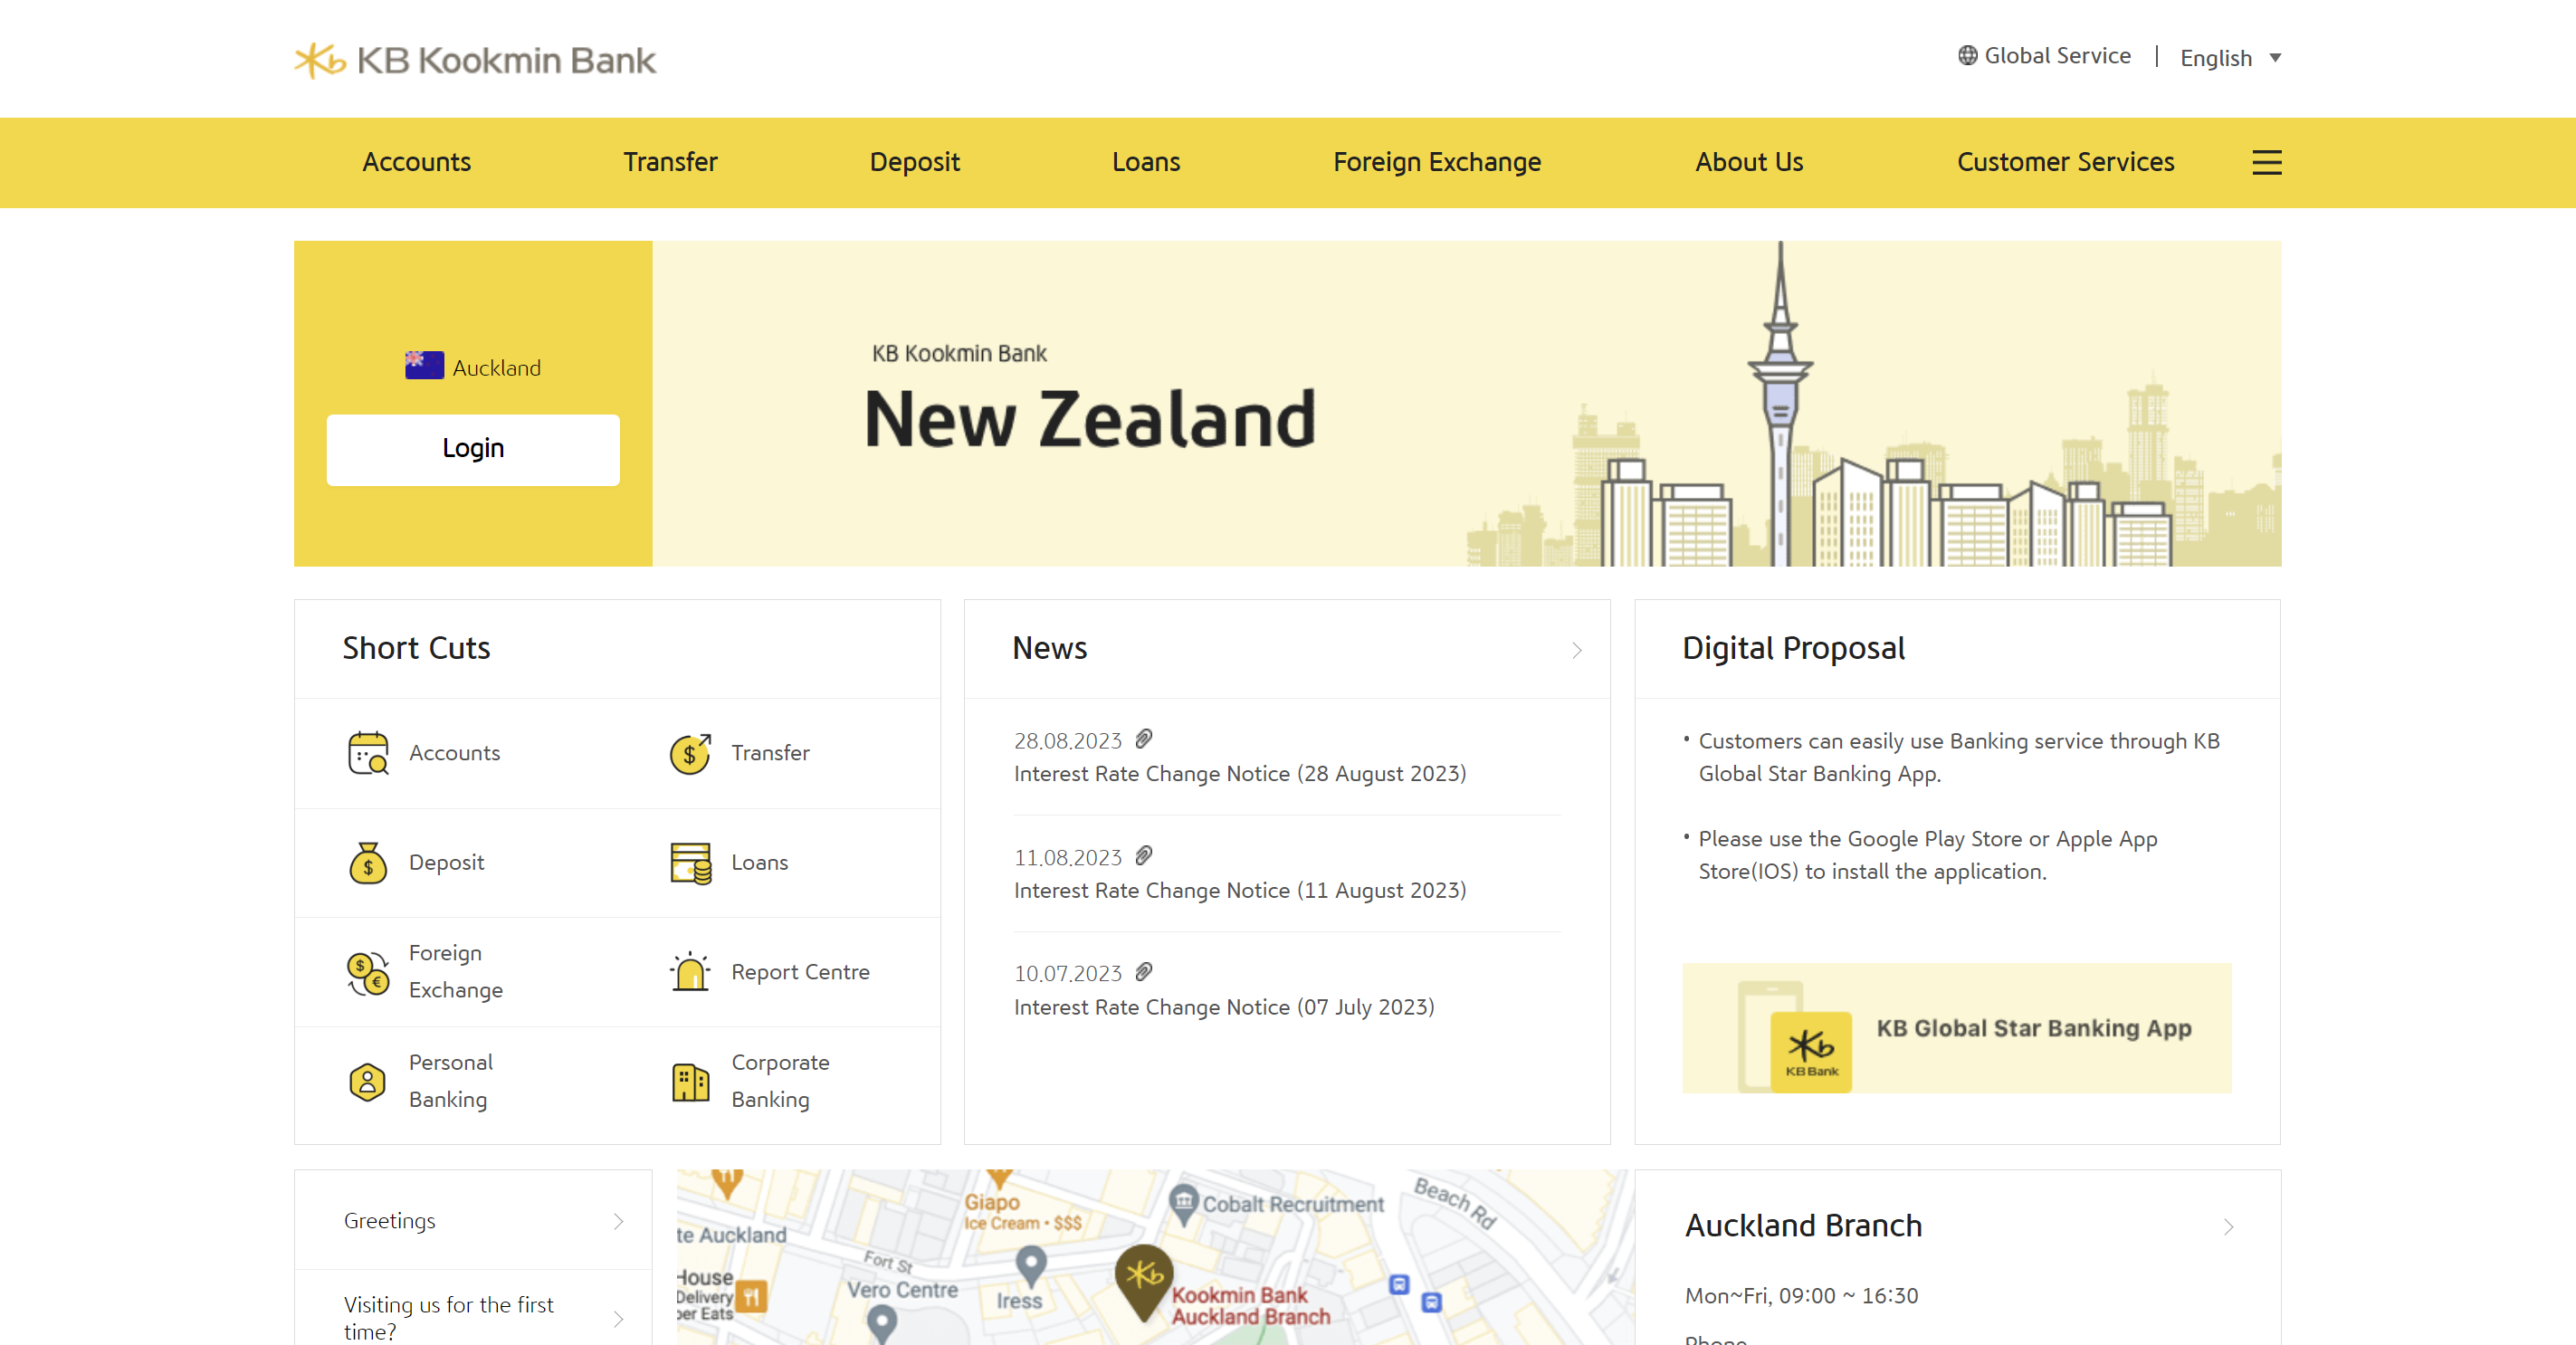 KB Kookmin Bank
Global Service
English
Accounts
Transfer
Deposit
Loans
Foreign Exchange
About Us
Customer Services
Auckland
Login
KB Kookmin Bank
New Zealand
Short Cuts
Accounts
Transfer
Deposit
Loans
Foreign
Exchange
Report Centre
Personal
Banking
Corporate
Banking
News
28.08.2023
Interest Rate Change Notice (28 August 2023)
11.08.2023
Interest Rate Change Notice (11 August 2023)
10.07.2023
Interest Rate Change Notice (07 July 2023)
Digital Proposal
• Customers can easily use Banking service through KB
Global Star Banking App.
• Please use the Google Play Store or Apple App
Store(IOS) to install the application.
KB Bank
KB Global Star Banking App
Greetings
Visiting us for the first
time?
Giapo
Ice Cream • $$$
Cobalt Recruitment
Beach Rd
te Auckland
Fort St
House
Delivery
ber Eats
Vero Centre
Iress
Kookmin Bank
Auckland Branch
Auckland Branch
Mon~Fri, 09:00 ~ 16:30
Phone